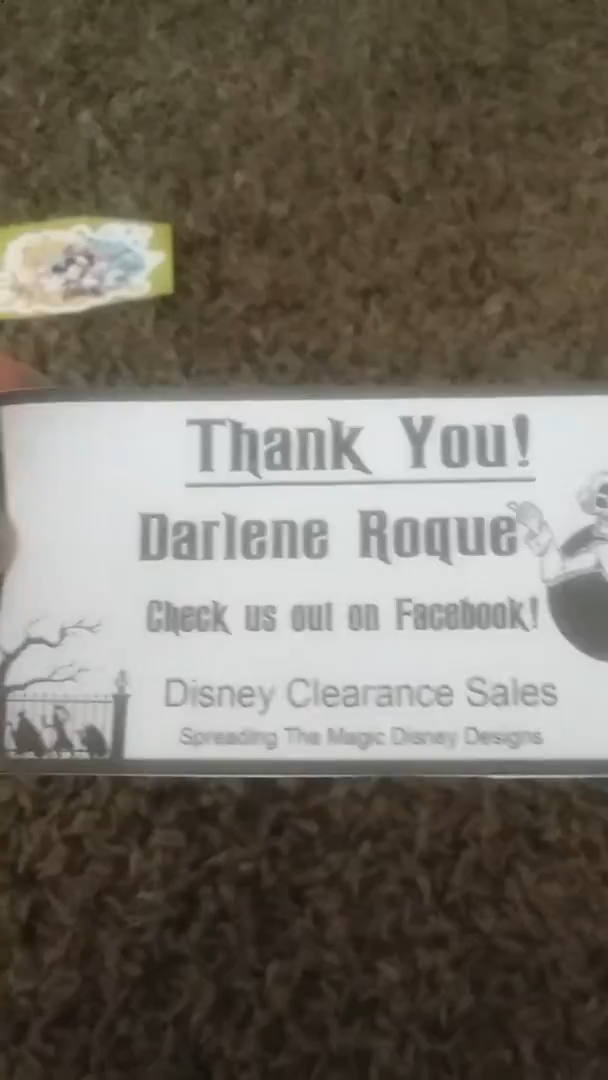 Thank You!
Darlene Roque
Check us out on Facebook!
Disney Clearance Sales
Spreading The Magic Disney Designs